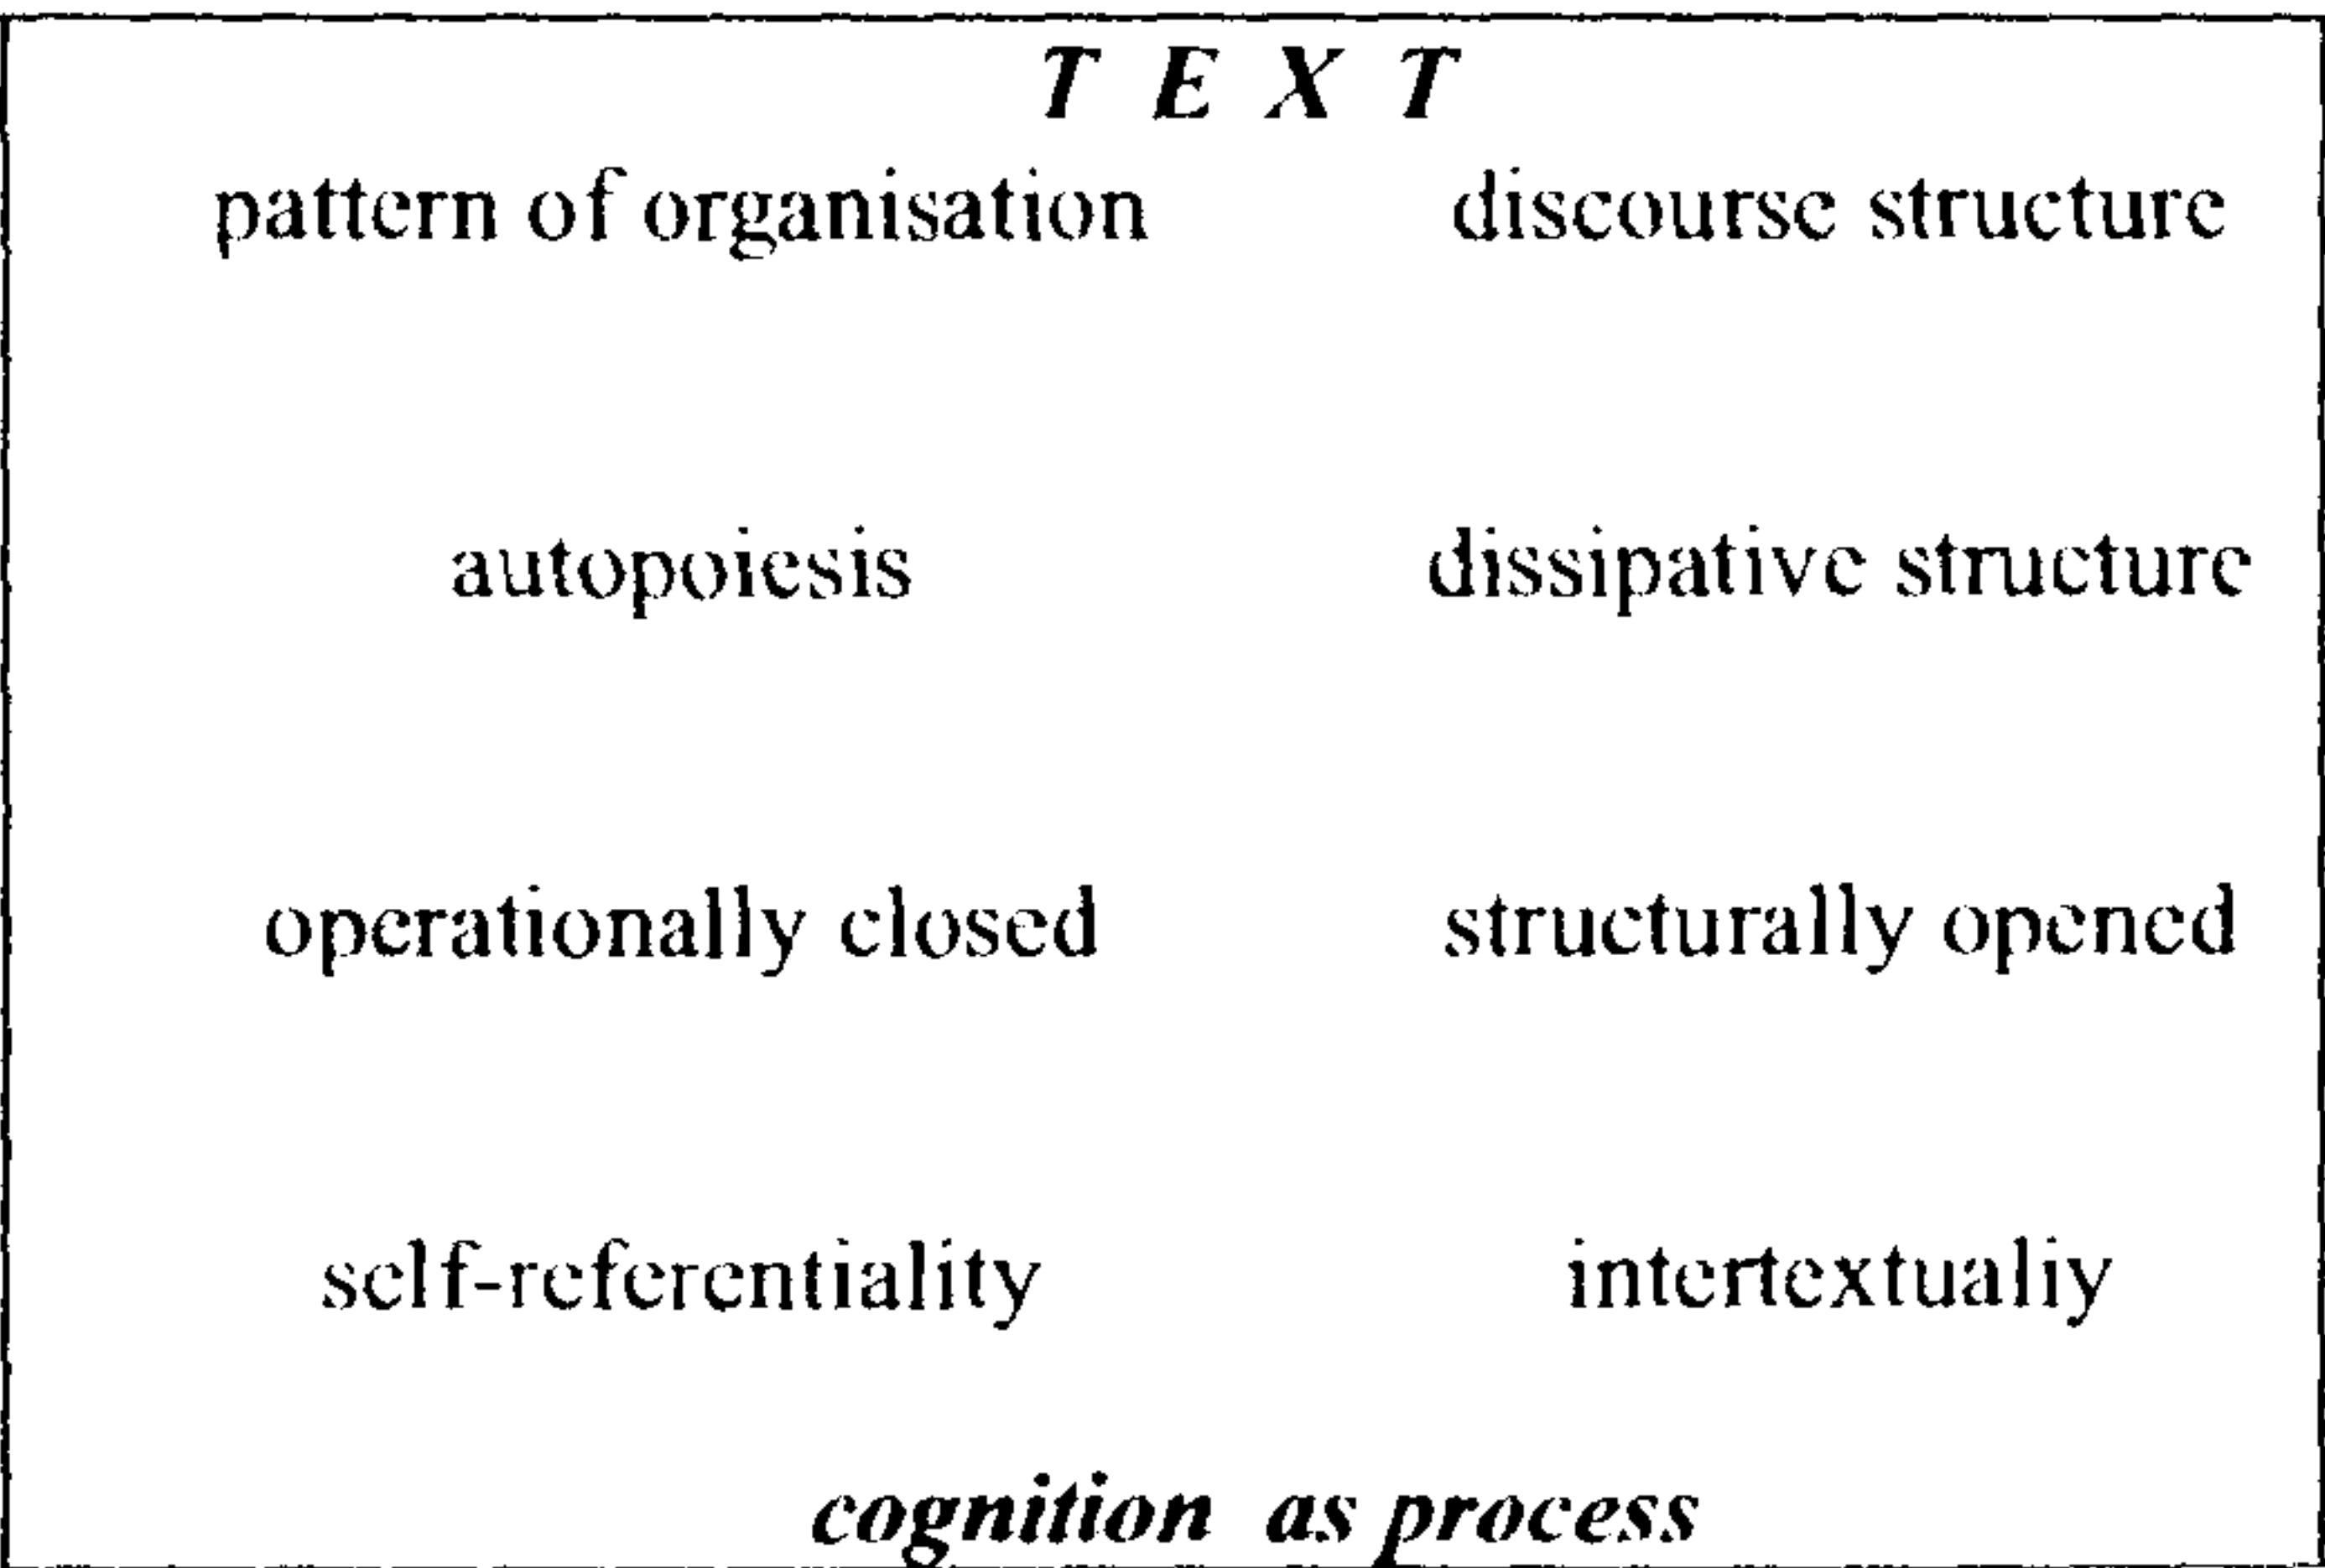 T E X T
pattern of organisation discourse structure
autopoiesis dissipative structure
operationally closed structurally opened
self-referentiality intertextualiy
cognition as process